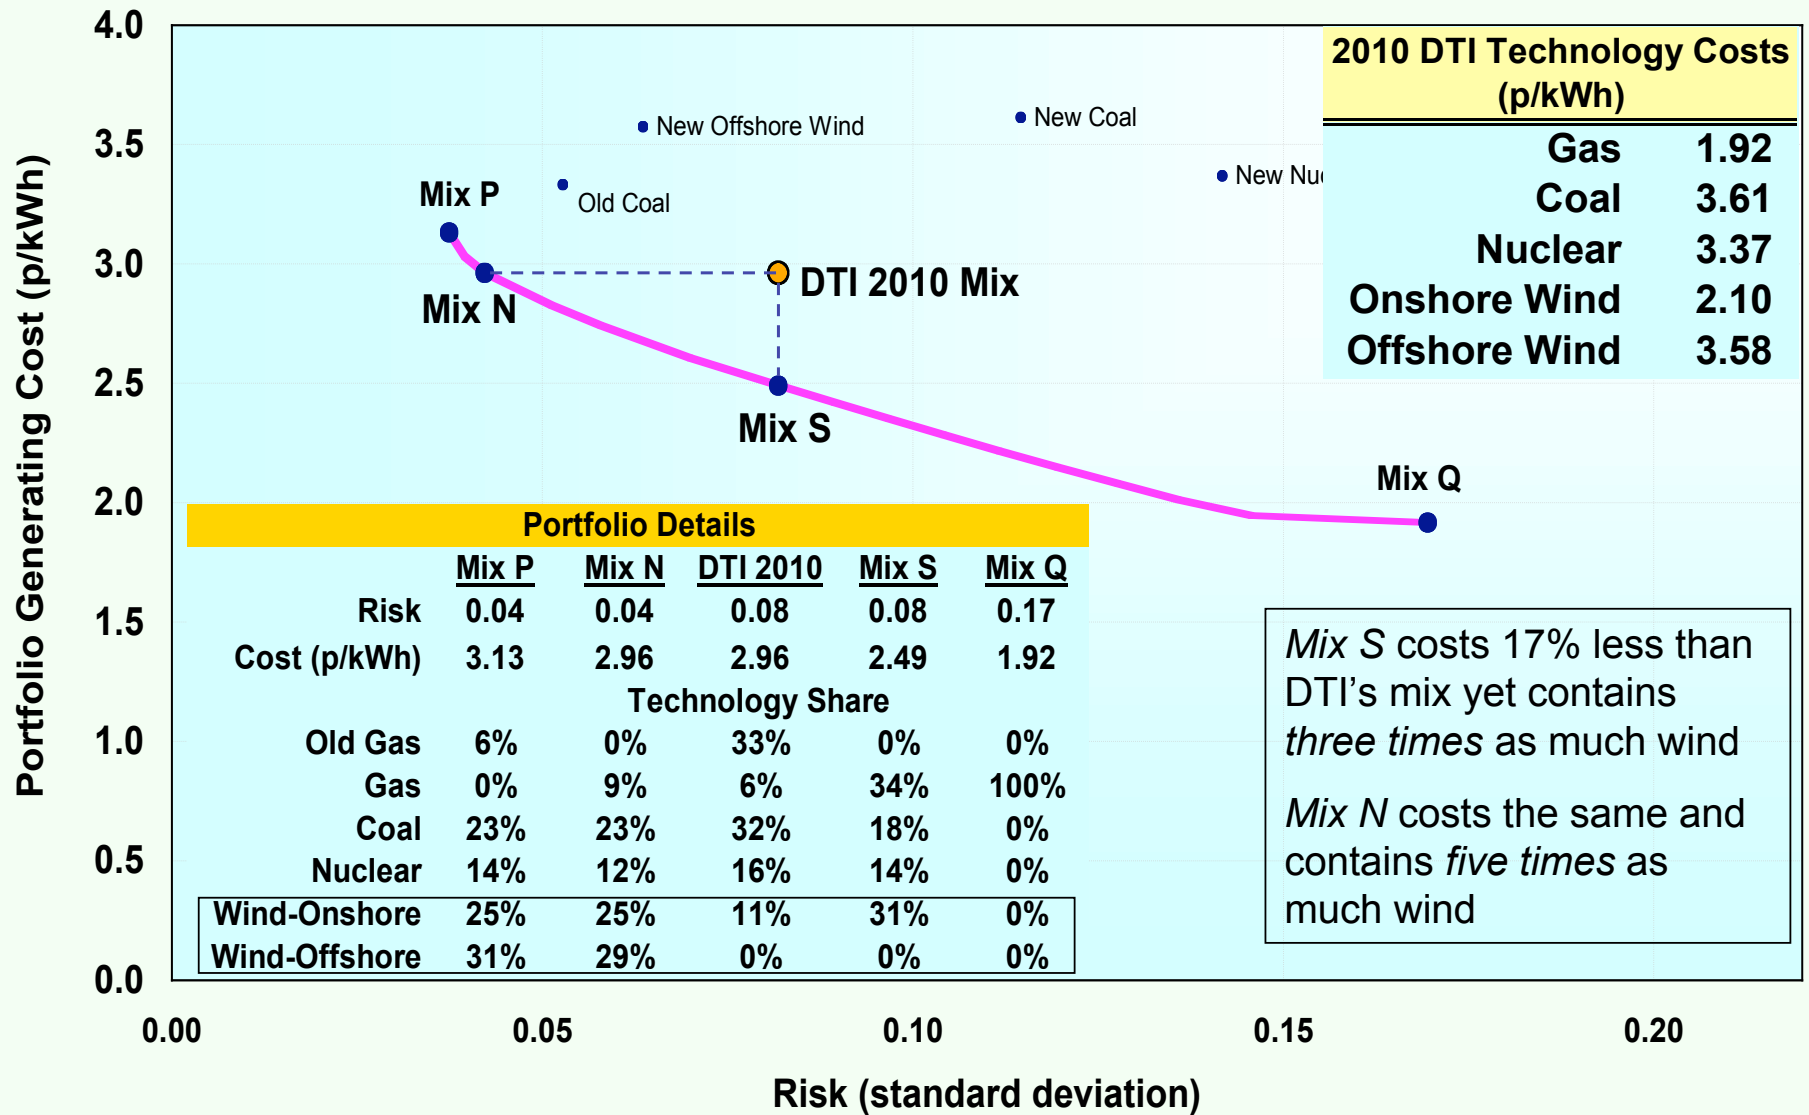 Portfolio Generating Cost (p/kWh)
4.0
3.5
3.0
2.5
2.0
1.5
1.0
0.5
0.0
New Offshore Wind
New Coal
Old Coal
New Nuc
Mix P
Mix N
DTI 2010 Mix
Mix S
Mix Q
2010 DTI Technology Costs
(p/kWh)
Gas 1.92
Coal 3.61
Nuclear 3.37
Onshore Wind 2.10
Offshore Wind 3.58
Portfolio Details
Mix P Mix N DTI 2010 Mix S Mix Q
Risk 0.04 0.04 0.08 0.08 0.17
Cost (p/kWh) 3.13 2.96 2.96 2.49 1.92
Technology Share
Old Gas 6% 0% 33% 0% 0%
Gas 0% 9% 6% 34% 100%
Coal 23% 23% 32% 18% 0%
Nuclear 14% 12% 16% 14% 0%
Wind-Onshore 25% 25% 11% 31% 0%
Wind-Offshore 31% 29% 0% 0% 0%
Mix S costs 17% less than
DTI's mix yet contains
three times as much wind
Mix N costs the same and
contains five times as
much wind
0.00 0.05 0.10 0.15 0.20
Risk (standard deviation)